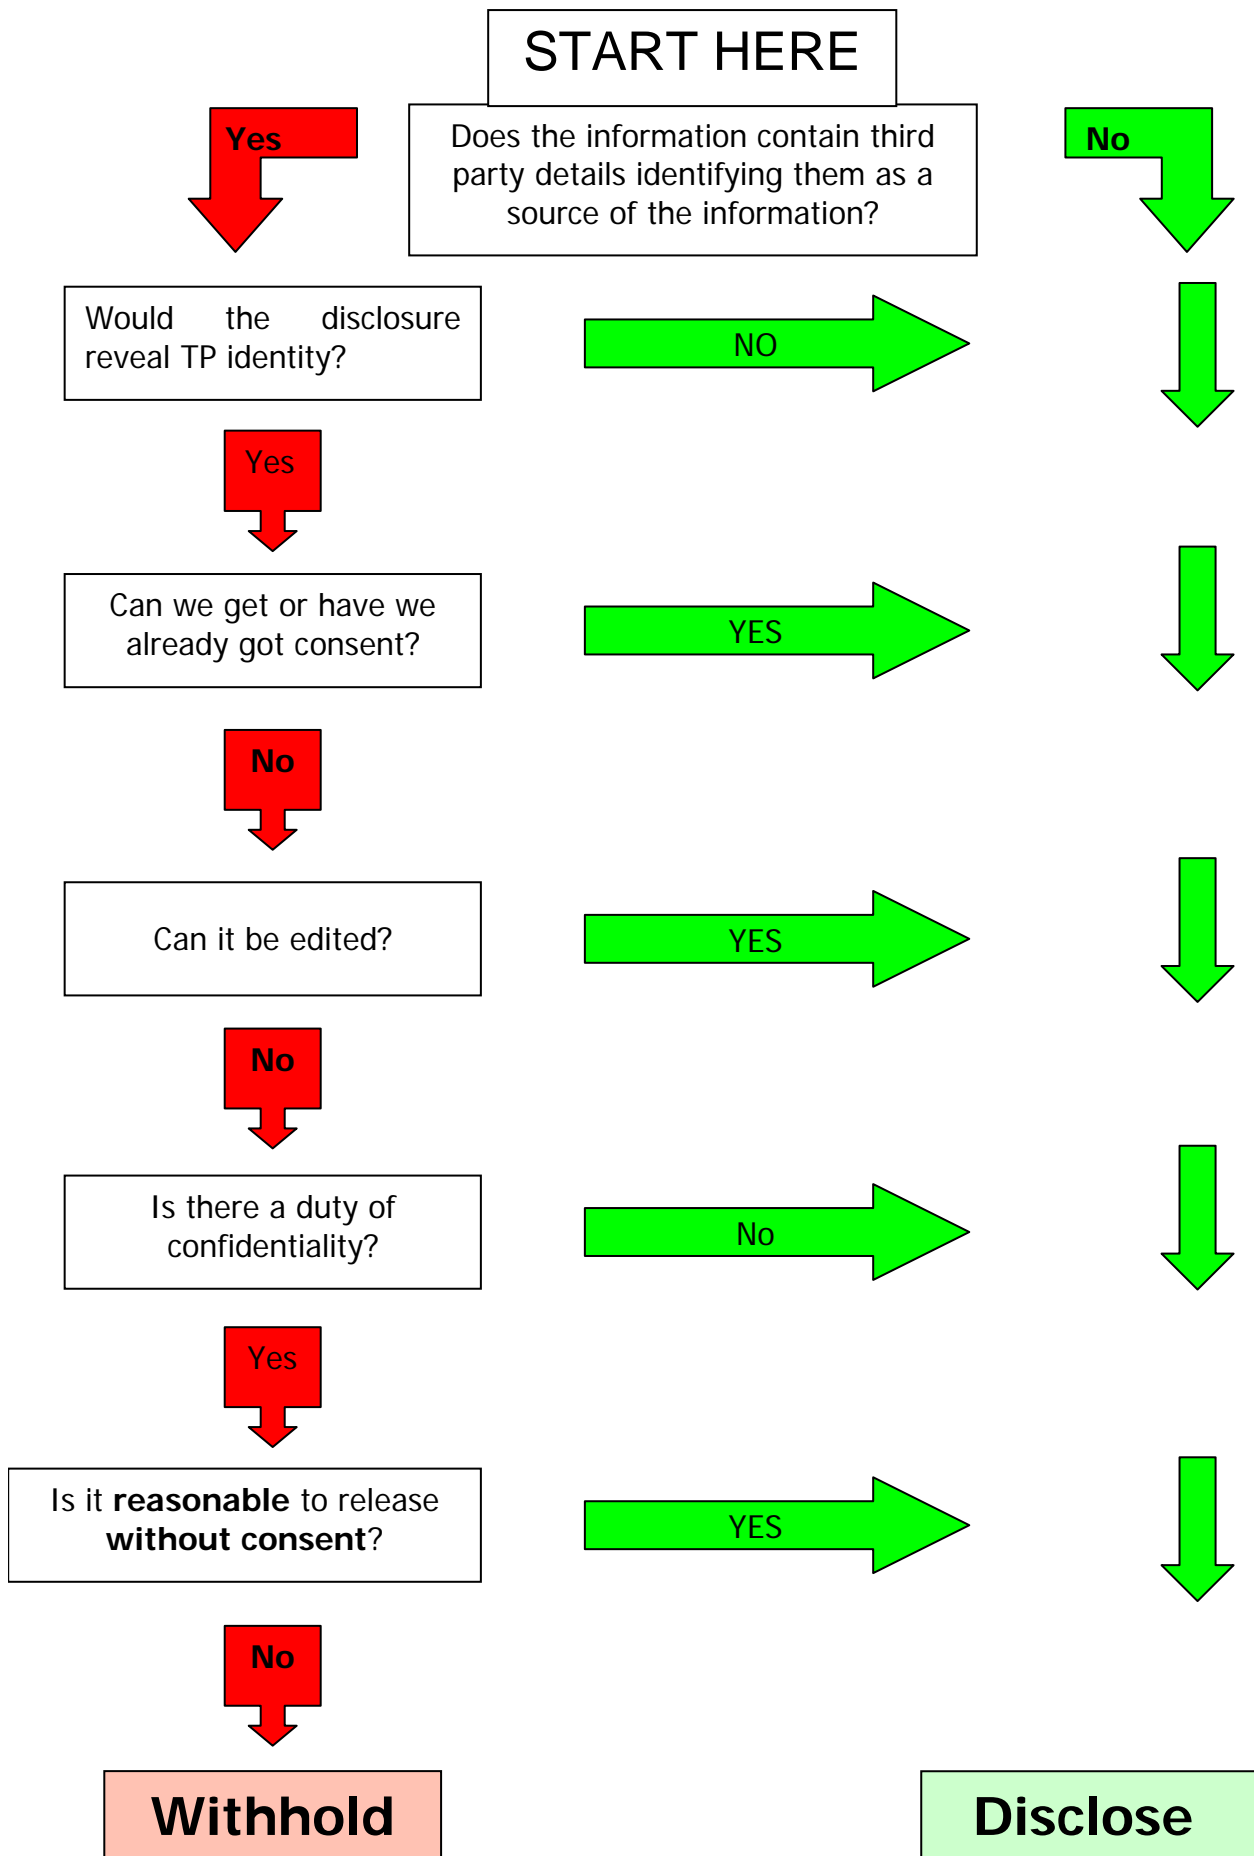 START HERE
Yes
Does the information contain third
party details identifying them as a
source of the information?
No
Would the disclosure
reveal TP identity?
NO
Yes
Can we get or have we
already got consent?
YES
No
Can it be edited?
YES
No
Is there a duty of
confidentiality?
No
Yes
Is it reasonable to release
without consent?
YES
No
Withhold
Disclose